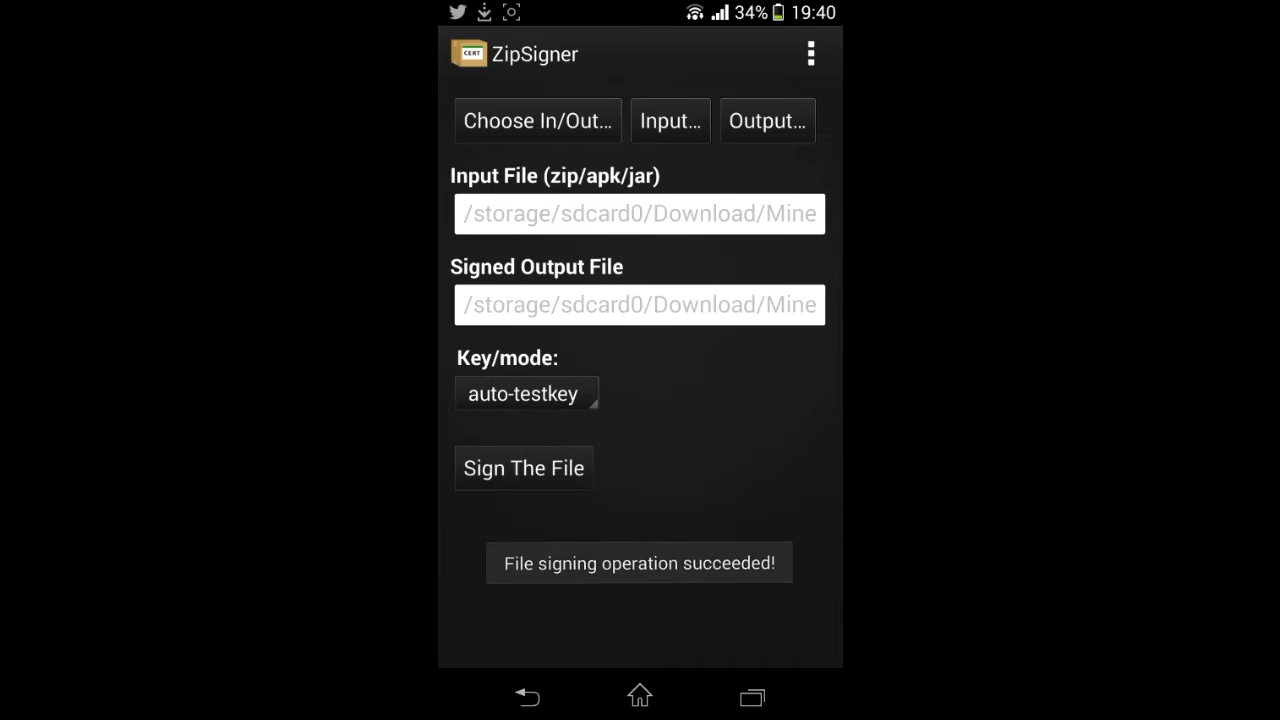 34% 19:40
CERT ZipSigner
Choose In/Out... Input... Output...
Input File (zip/apk/jar)
/storage/sdcard0/Download/Mine
Signed Output File
/storage/sdcard0/Download/Mine
Key/mode:
auto-testkey
Sign The File
File signing operation succeeded!